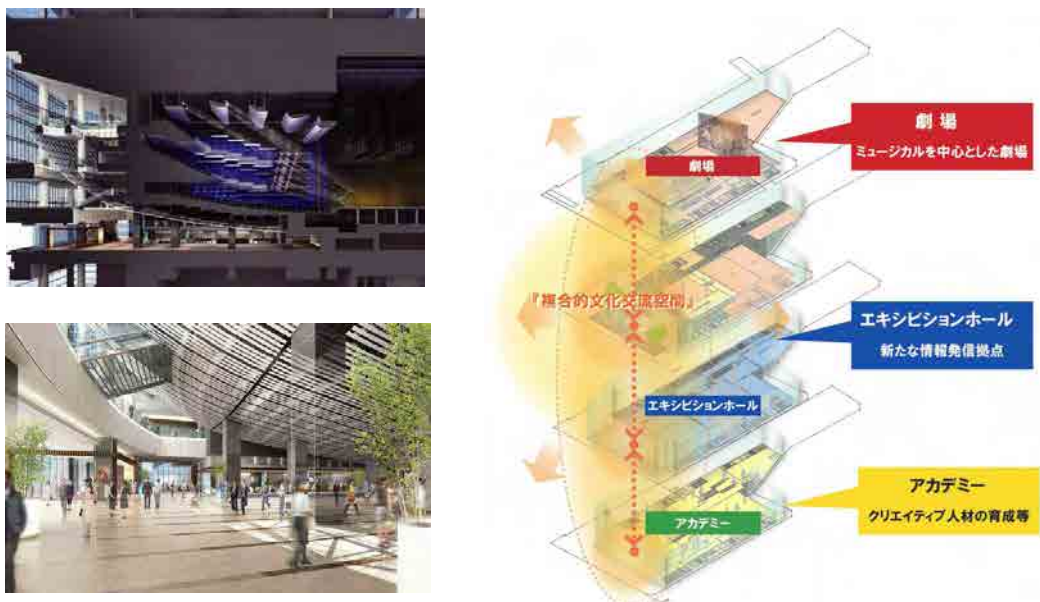 劇場
ミュージカルを中心とした劇場
劇場
『複合的文化交流空間』
エキシビションホール
新たな情報発信拠点
エキシビションホール
アカデミー
クリエイティブ人材の育成等
アカデミー